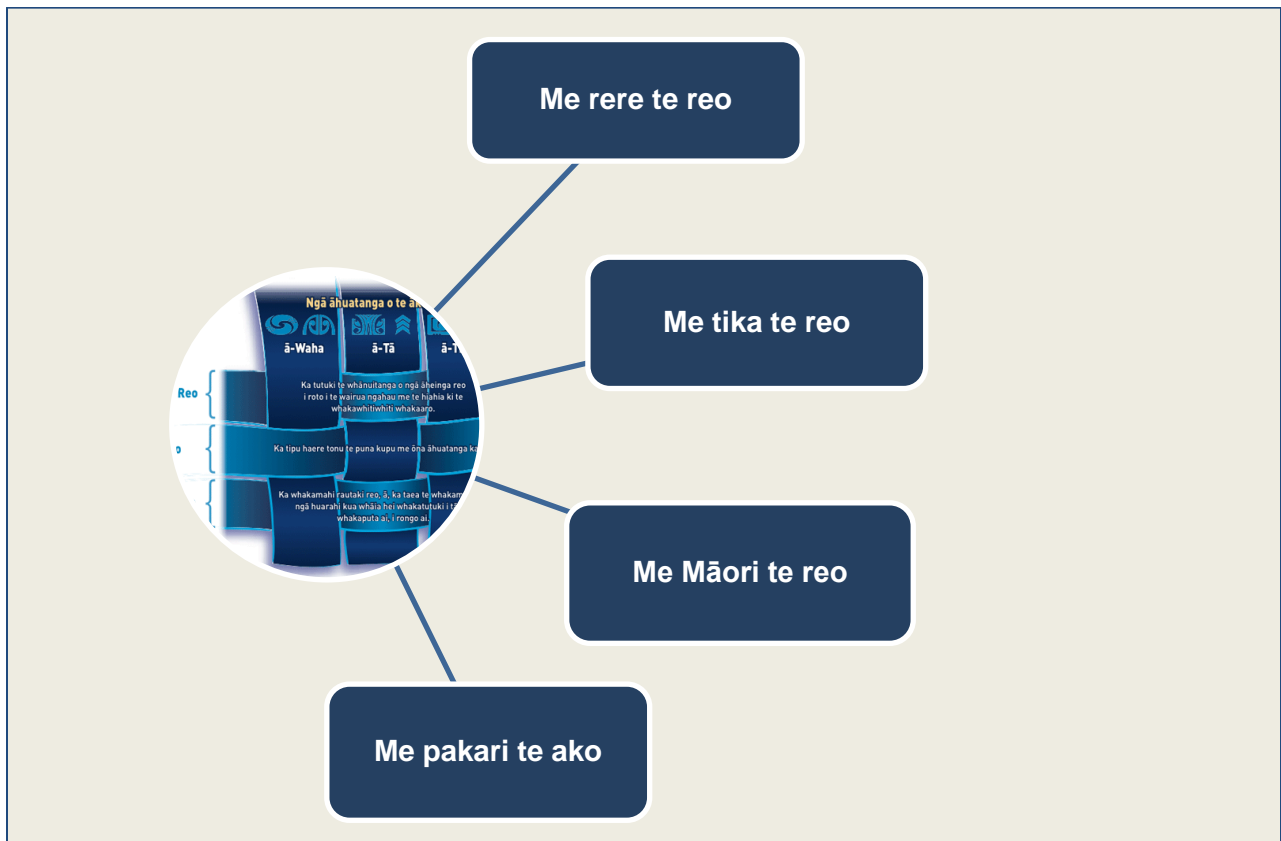 Me rere te reo
Me tika te reo
Me Māori te reo
Me pakari te ako
Ngā āhuatanga o te
ā-Waha
ā-Tā
Reo
Ka tutuki te whānuitanga o ngā āheinga reo
i roto i te wairua ngahau me te hiahia ki te
whakawhitiwhiti whakaaro.
Ka tipu haere tonu te puna kupu me ōna āhuatanga
Ka whakamahi rautaki reo, ā, ka taea te
ngā huarahi kua whāia hei whakatutuki i
whakaputa ai, i rongo ai.